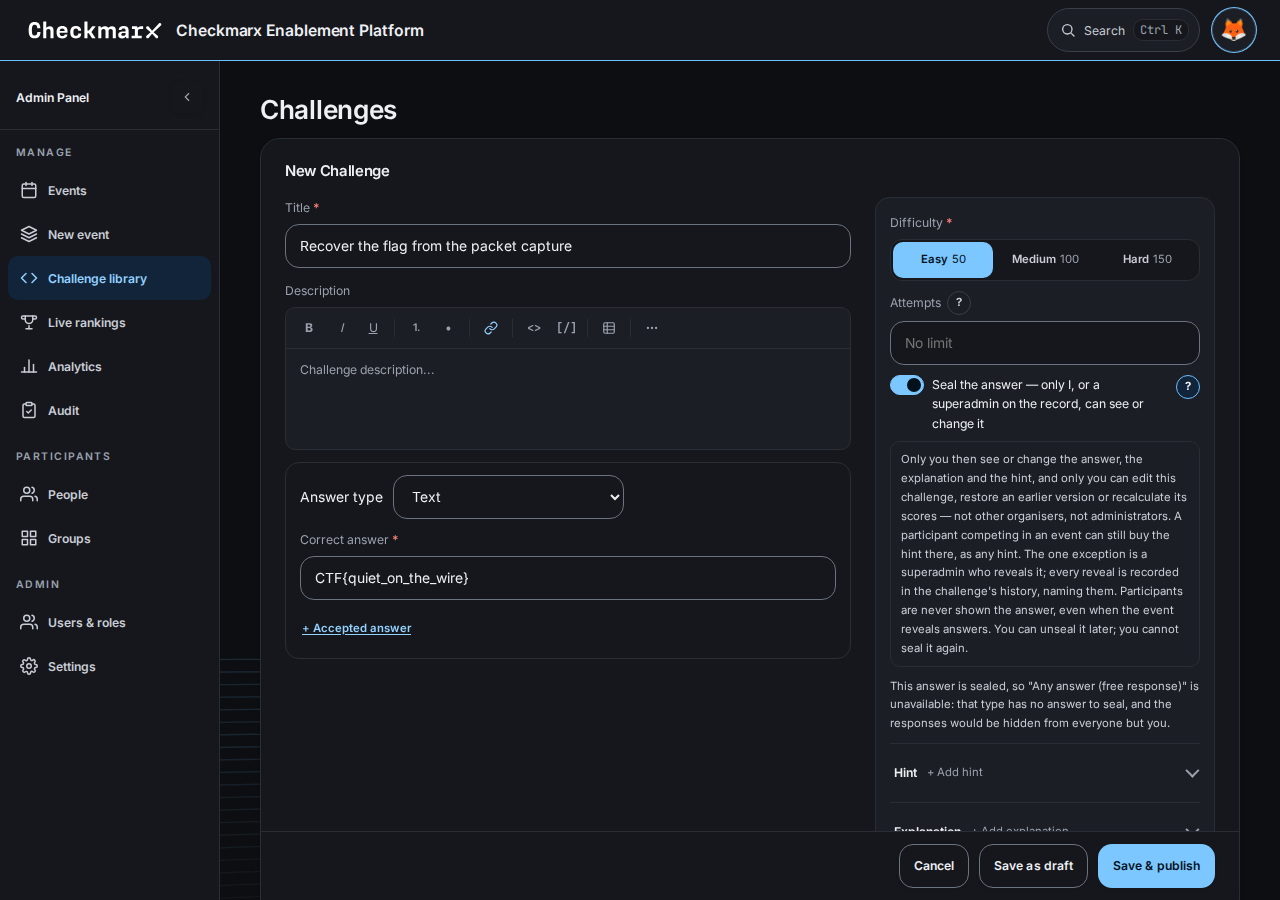 Checkmarx Checkmarx Enablement Platform
Search Ctrl K
Admin Panel
MANAGE
Events
New event
Challenge library
Live rankings
Analytics
Audit
PARTICIPANTS
People
Groups
ADMIN
Users & roles
Settings
Challenges
New Challenge
Title *
Recover the flag from the packet capture
Description
B I U 1. • <> [/] ...
Challenge description...
Answer type Text
Correct answer *
CTF{quiet_on_the_wire}
+ Accepted answer
Difficulty *
Easy 50 Medium 100 Hard 150
Attempts ?
No limit
Seal the answer — only I, or a
superadmin on the record, can see or
change it
?
Only you then see or change the answer, the
explanation and the hint, and only you can edit this
challenge, restore an earlier version or recalculate its
scores — not other organisers, not administrators. A
participant competing in an event can still buy the
hint there, as any hint. The one exception is a
superadmin who reveals it; every reveal is recorded
in the challenge's history, naming them. Participants
are never shown the answer, even when the event
reveals answers. You can unseal it later; you cannot
seal it again.
This answer is sealed, so "Any answer (free response)" is
unavailable: that type has no answer to seal, and the
responses would be hidden from everyone but you.
Hint + Add hint
Explanation + Add explanation
Cancel Save as draft Save & publish